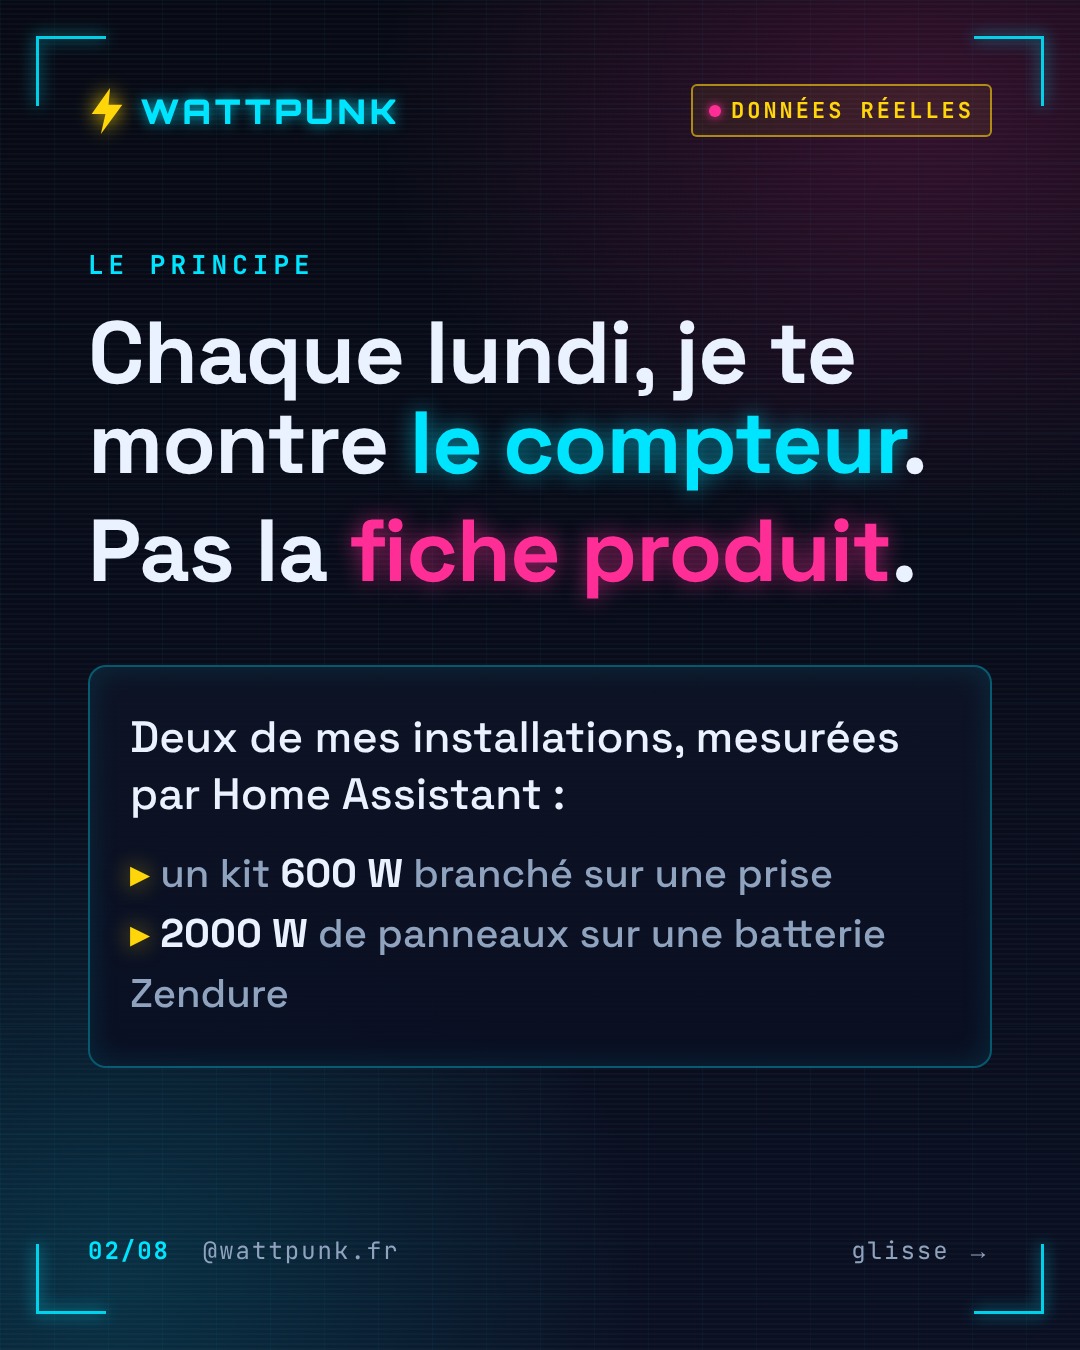 WATTPUNK
DONNÉES RÉELLES
LE PRINCIPE
Chaque lundi, je te
montre le compteur.
Pas la fiche produit.
Deux de mes installations, mesurées
par Home Assistant :
▸ un kit 600 W branché sur une prise
▸ 2000 W de panneaux sur une batterie
Zendure
02/08 @wattpunk.fr
glisse →